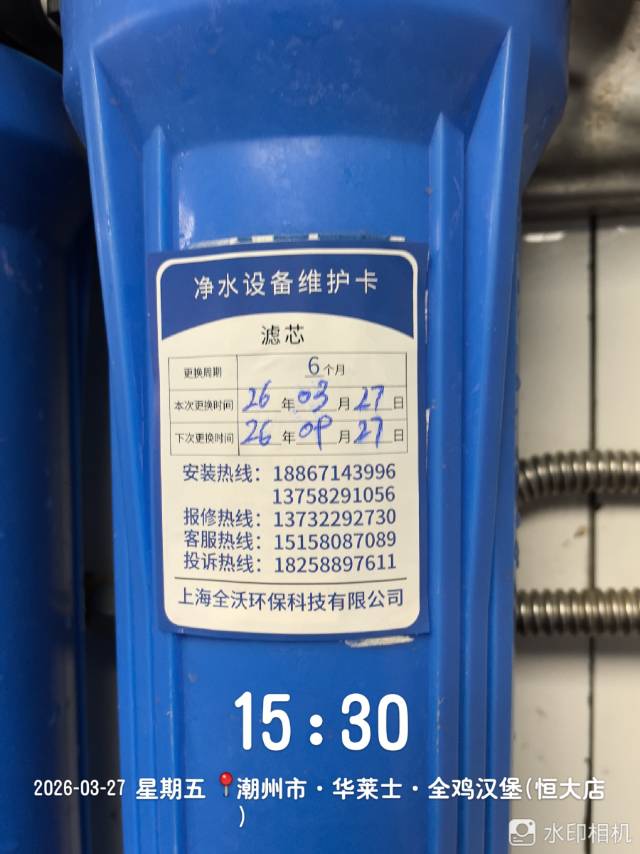 净水设备维护卡
滤芯
更换周期 6个月
本次更换时间 26年03月27日
下次更换时间 26年09月27日
安装热线：18867143996
13758291056
报修热线：13732292730
客服热线：15158087089
投诉热线：18258897611
上海全沃环保科技有限公司
15:30
2026-03-27 星期五 潮州市·华莱士·全鸡汉堡(恒大店
)
水印相机